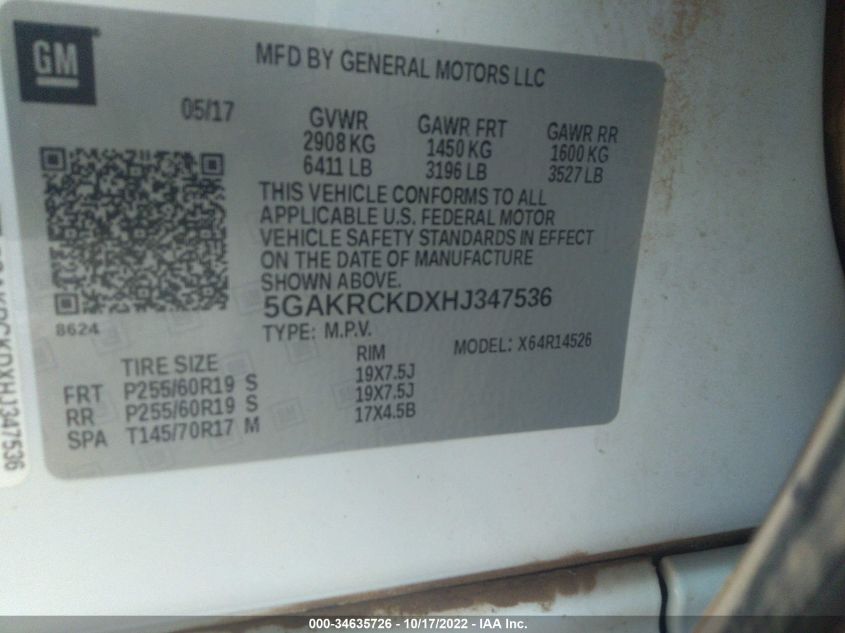 GM
MFD BY GENERAL MOTORS LLC
05/17
GVWR
2908 KG
6411 LB
GAWR FRT
1450 KG
3196 LB
GAWR RR
1600 KG
3527 LB
THIS VEHICLE CONFORMS TO ALL
APPLICABLE U.S. FEDERAL MOTOR
VEHICLE SAFETY STANDARDS IN EFFECT
ON THE DATE OF MANUFACTURE
SHOWN ABOVE.
5GAKRCKDXHJ347536
8624
TYPE: M.P.V.
MODEL: X64R14526
TIRE SIZE RIM
FRT P255/60R19 S 19X7.5J
RR P255/60R19 S 19X7.5J
SPA T145/70R17 M 17X4.5B
KRCKDXHJ347536
000-34635726 - 10/17/2022 - IAA Inc.